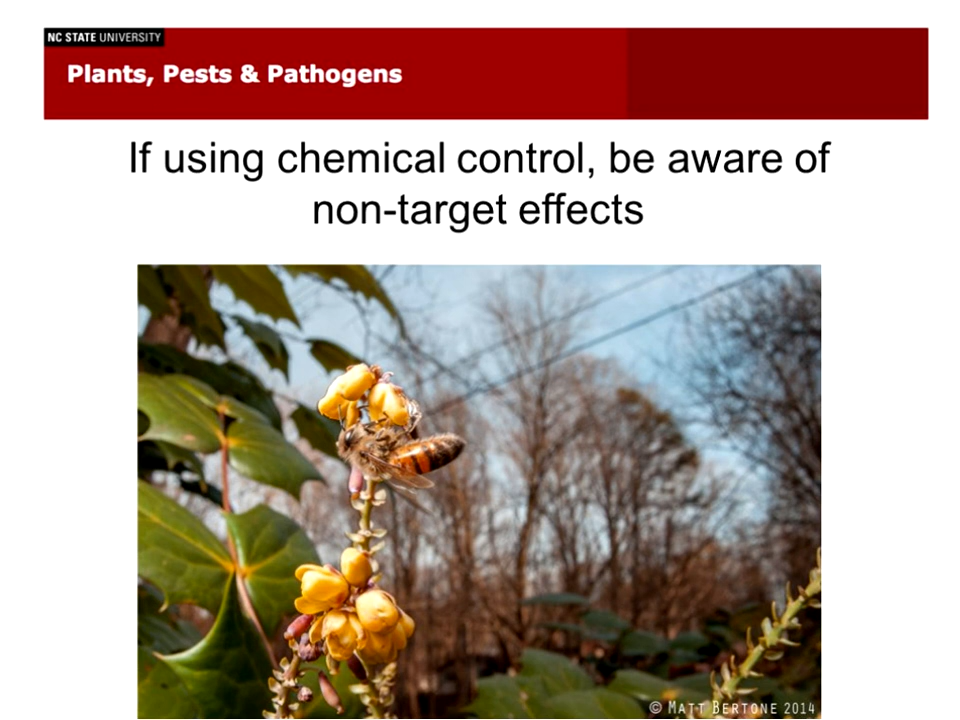 NC STATE UNIVERSITY
Plants, Pests & Pathogens
If using chemical control, be aware of
non-target effects
© MATT BERTONE 2014